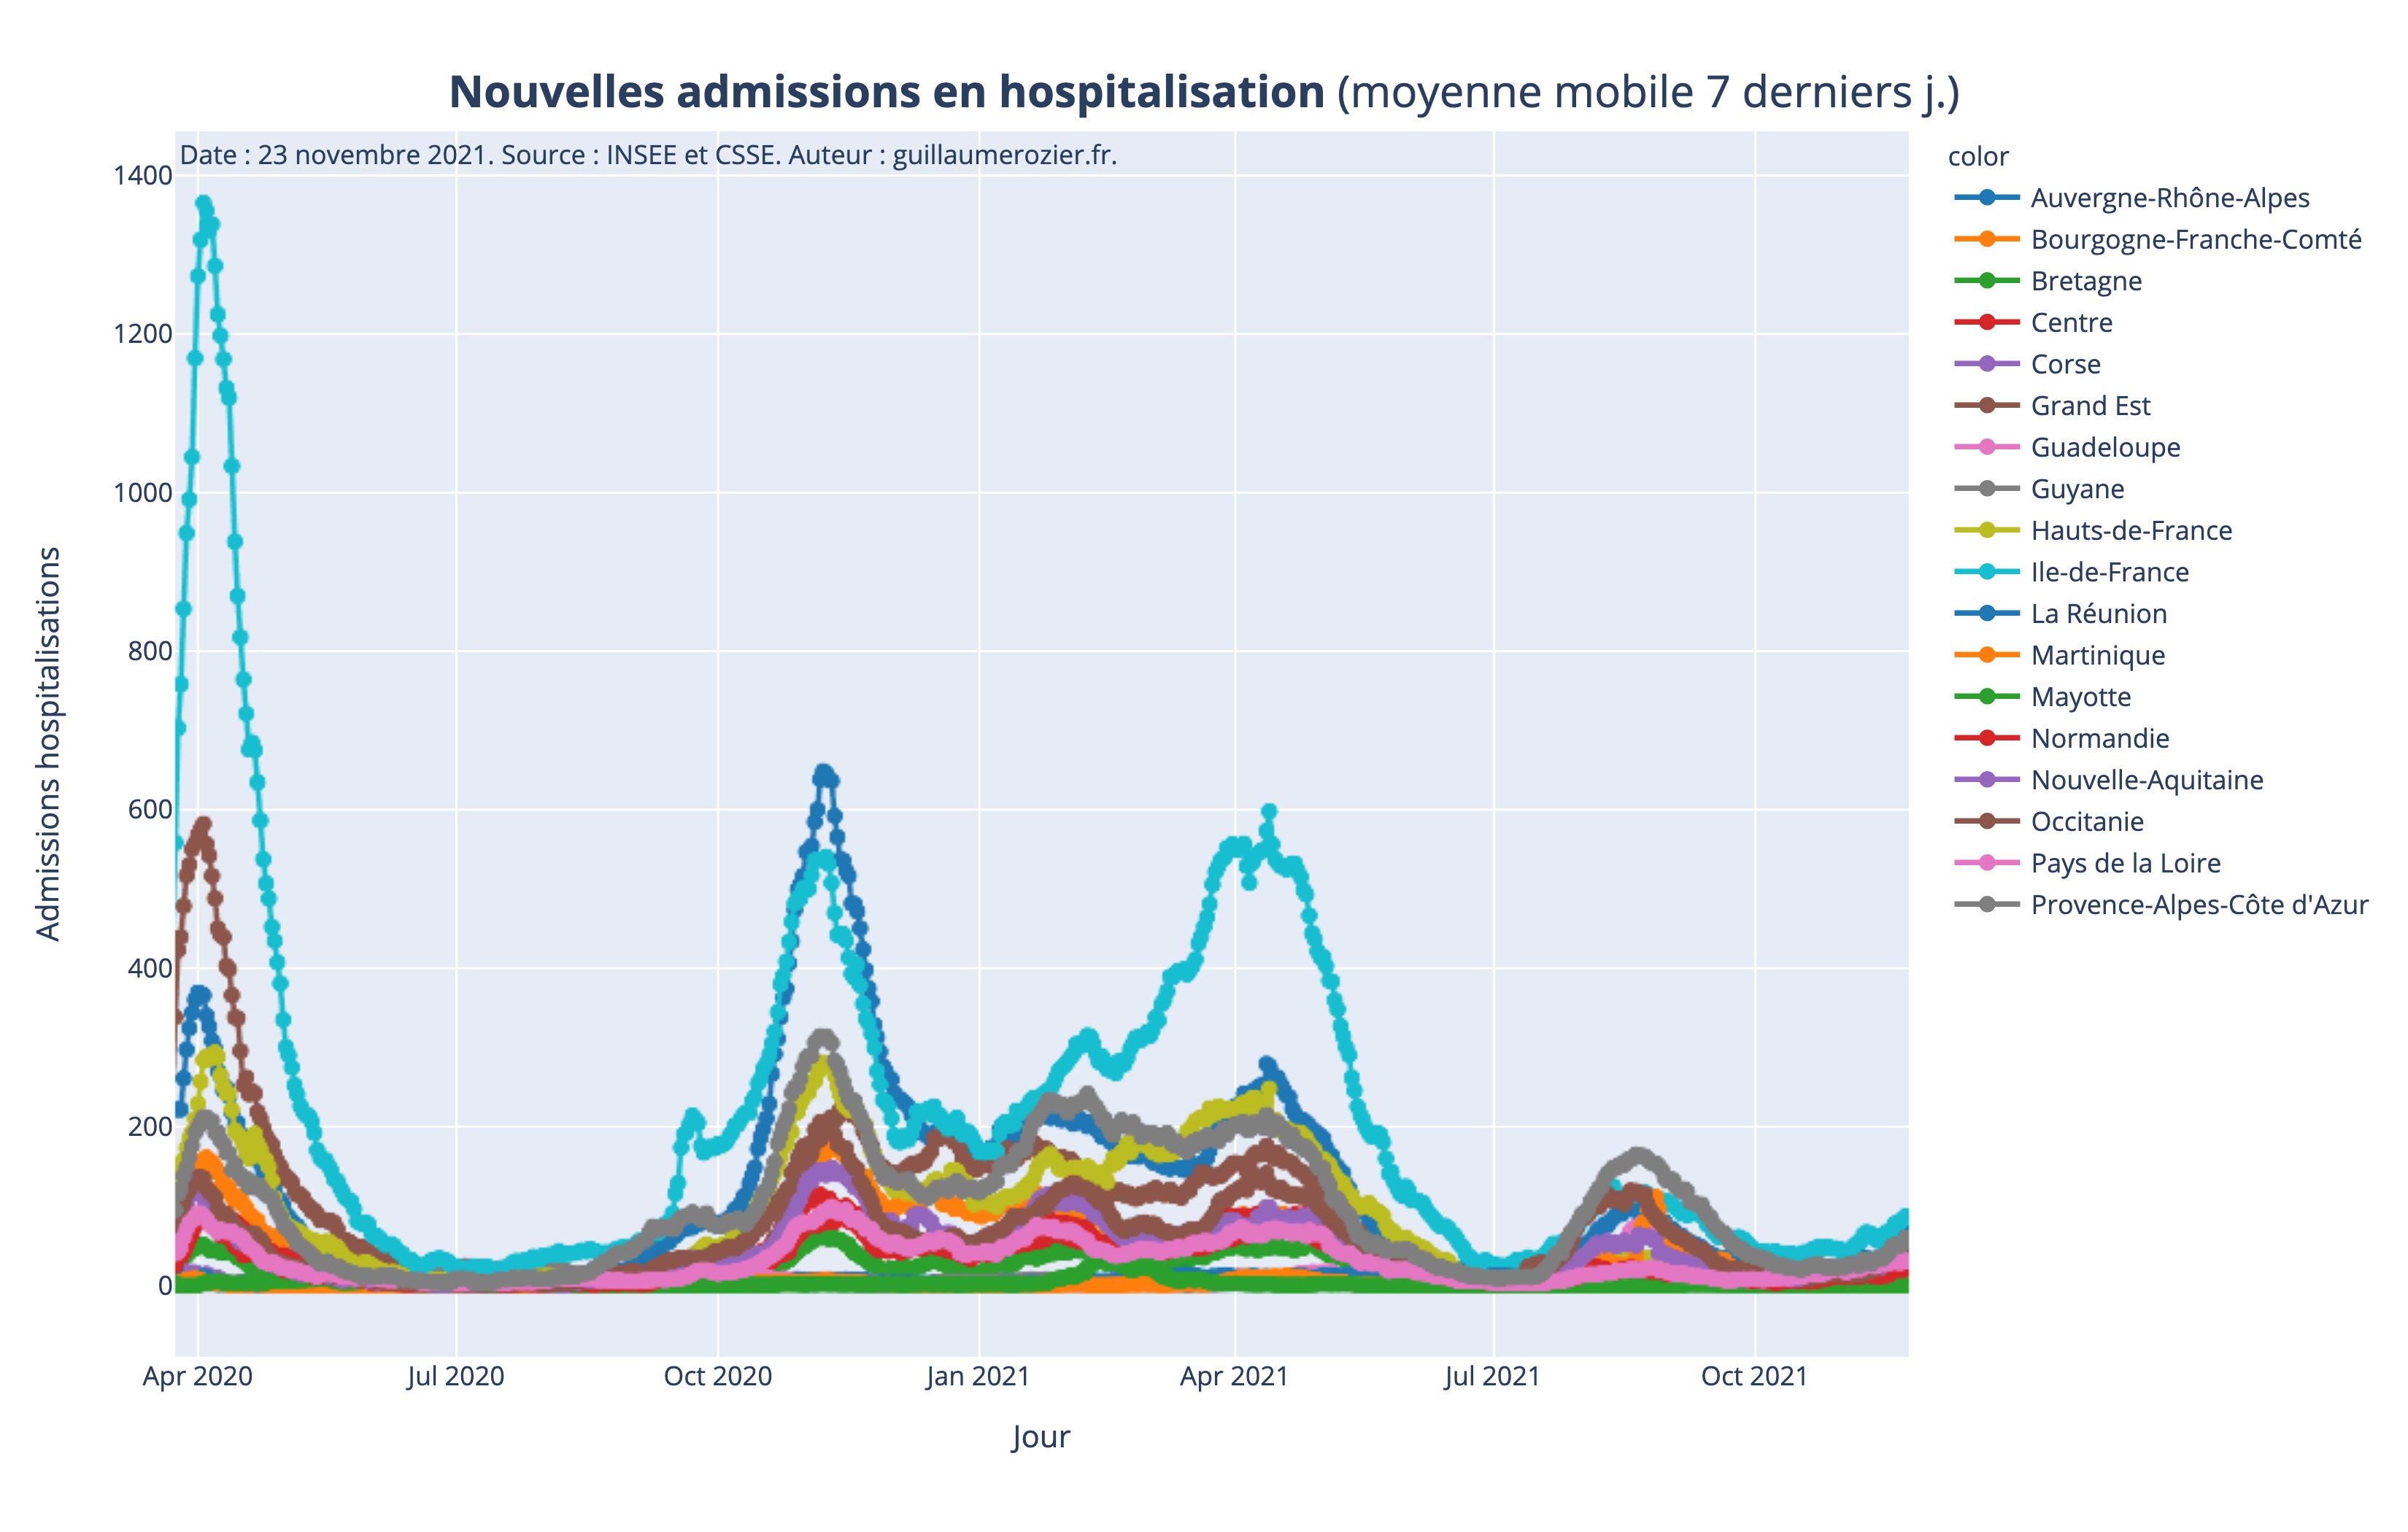 Nouvelles admissions en hospitalisation (moyenne mobile 7 derniers j.)
Date : 23 novembre 2021. Source : INSEE et CSSE. Auteur : guillaumerozier.fr.
Admissions hospitalisations
1400
1200
1000
800
600
400
200
0
Apr 2020 Jul 2020 Oct 2020 Jan 2021 Apr 2021 Jul 2021 Oct 2021
Jour
color
Auvergne-Rhône-Alpes
Bourgogne-Franche-Comté
Bretagne
Centre
Corse
Grand Est
Guadeloupe
Guyane
Hauts-de-France
Ile-de-France
La Réunion
Martinique
Mayotte
Normandie
Nouvelle-Aquitaine
Occitanie
Pays de la Loire
Provence-Alpes-Côte d'Azur